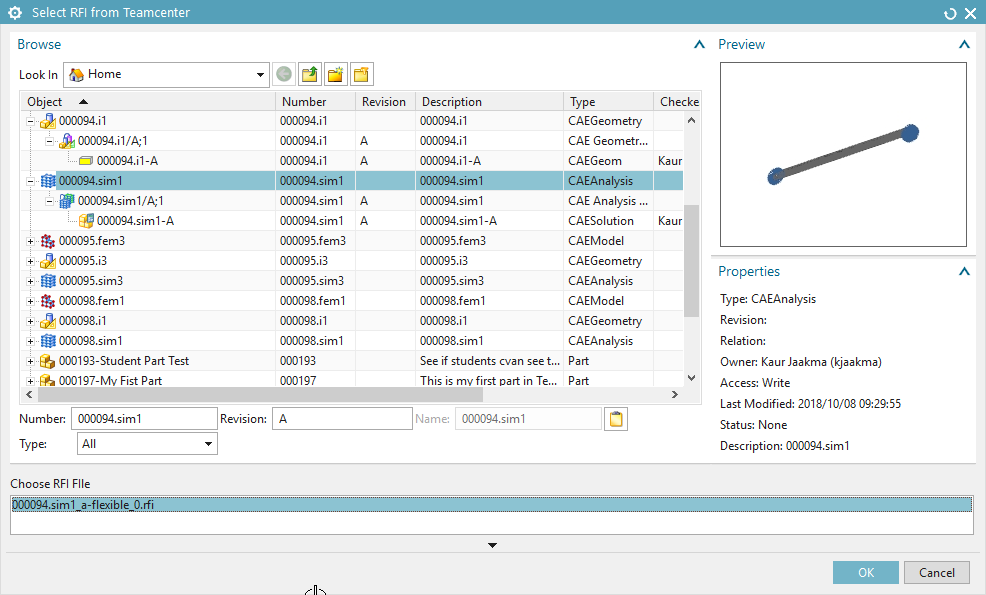 Select RFI from Teamcenter
Browse
Look In Home
Object Number Revision Description Type Checke
000094.i1 000094.i1 000094.i1 CAEGeometry
000094.i1/A;1 000094.i1 A 000094.i1 CAE Geometr...
000094.i1-A 000094.i1 A 000094.i1-A CAEGeom Kaur
000094.sim1 000094.sim1 000094.sim1 CAEAnalysis
000094.sim1/A;1 000094.sim1 A 000094.sim1 CAE Analysis ...
000094.sim1-A 000094.sim1 A 000094.sim1-A CAESolution Kaur
000095.fem3 000095.fem3 000095.fem3 CAEModel
000095.i3 000095.i3 000095.i3 CAEGeometry
000095.sim3 000095.sim3 000095.sim3 CAEAnalysis
000098.fem1 000098.fem1 000098.fem1 CAEModel
000098.i1 000098.i1 000098.i1 CAEGeometry
000098.sim1 000098.sim1 000098.sim1 CAEAnalysis
000193-Student Part Test 000193 See if students cvan see t... Part
000197-My Fist Part 000197 This is my first part in Te... Part
Number: 000094.sim1 Revision: A Name: 000094.sim1
Type: All
Preview
Properties
Type: CAEAnalysis
Revision:
Relation:
Owner: Kaur Jaakma (kjaakma)
Access: Write
Last Modified: 2018/10/08 09:29:55
Status: None
Description: 000094.sim1
Choose RFI FIle
000094.sim1_a-flexible_0.rfi
OK Cancel